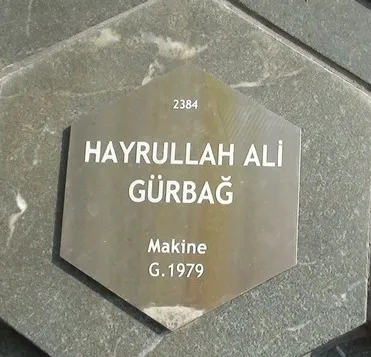 2384
HAYRULLAH ALİ
GÜRBAĞ
Makine
G.1979